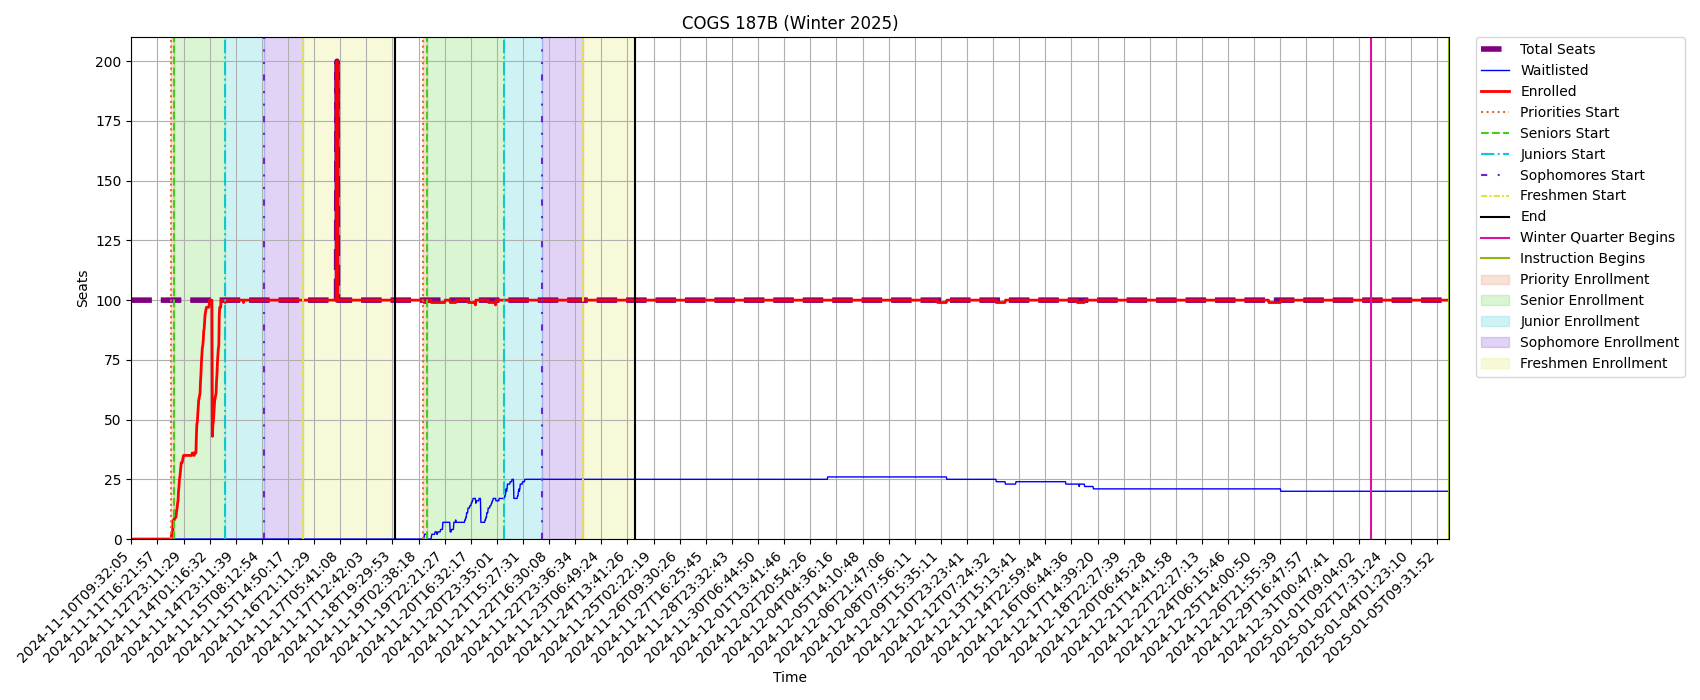 COGS 187B (Winter 2025)
Seats
200
175
150
125
100
75
50
25
0
2024-11-10T09:32:05
2024-11-11T16:21:57
2024-11-12T23:11:29
2024-11-14T01:16:32
2024-11-14T23:11:39
2024-11-15T08:12:54
2024-11-15T14:50:17
2024-11-16T21:11:29
2024-11-17T05:41:08
2024-11-17T12:42:03
2024-11-18T19:29:53
2024-11-19T02:38:18
2024-11-19T22:21:27
2024-11-20T16:32:17
2024-11-20T23:35:01
2024-11-21T15:27:31
2024-11-22T16:30:08
2024-11-22T23:36:34
2024-11-23T06:49:24
2024-11-24T13:41:26
2024-11-25T02:22:19
2024-11-26T09:30:26
2024-11-27T16:25:45
2024-11-28T23:32:43
2024-11-30T06:44:50
2024-12-01T13:41:46
2024-12-02T20:54:26
2024-12-04T04:36:16
2024-12-05T14:10:48
2024-12-06T21:47:06
2024-12-08T07:56:11
2024-12-09T15:35:11
2024-12-10T23:23:41
2024-12-12T07:24:32
2024-12-13T15:13:41
2024-12-14T22:59:44
2024-12-16T06:44:36
2024-12-17T14:39:20
2024-12-18T22:27:39
2024-12-20T06:45:28
2024-12-21T14:41:58
2024-12-22T22:27:13
2024-12-24T06:15:46
2024-12-26T12:00:50
2024-12-26T21:55:39
2024-12-29T16:47:57
2024-12-31T00:47:41
2025-01-01T09:04:02
2025-01-02T17:31:24
2025-01-04T01:23:10
2025-01-05T09:31:52
Time
Total Seats
Waitlisted
Enrolled
Priorities Start
Seniors Start
Juniors Start
Sophomores Start
Freshmen Start
End
Winter Quarter Begins
Instruction Begins
Priority Enrollment
Senior Enrollment
Junior Enrollment
Sophomore Enrollment
Freshmen Enrollment